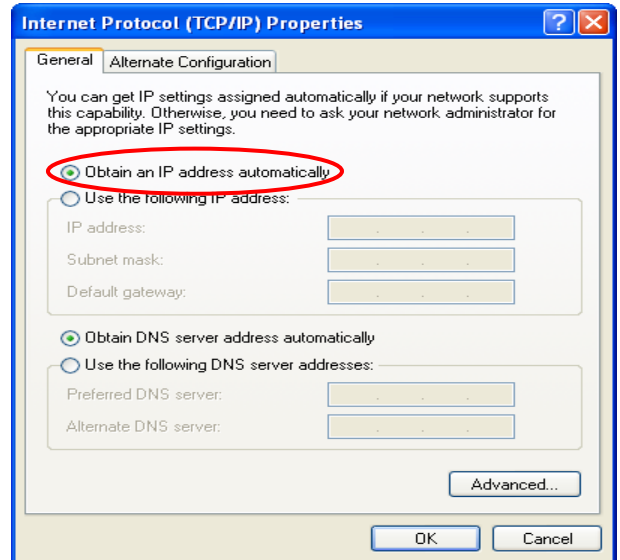 Internet Protocol (TCP/IP) Properties
General
Alternate Configuration
You can get IP settings assigned automatically if your network supports
this capability. Otherwise, you need to ask your network administrator for
the appropriate IP settings.
Obtain an IP address automatically
Use the following IP address:
IP address:
Subnet mask:
Default gateway:
Obtain DNS server address automatically
Use the following DNS server addresses:
Preferred DNS server:
Alternate DNS server:
Advanced...
OK
Cancel